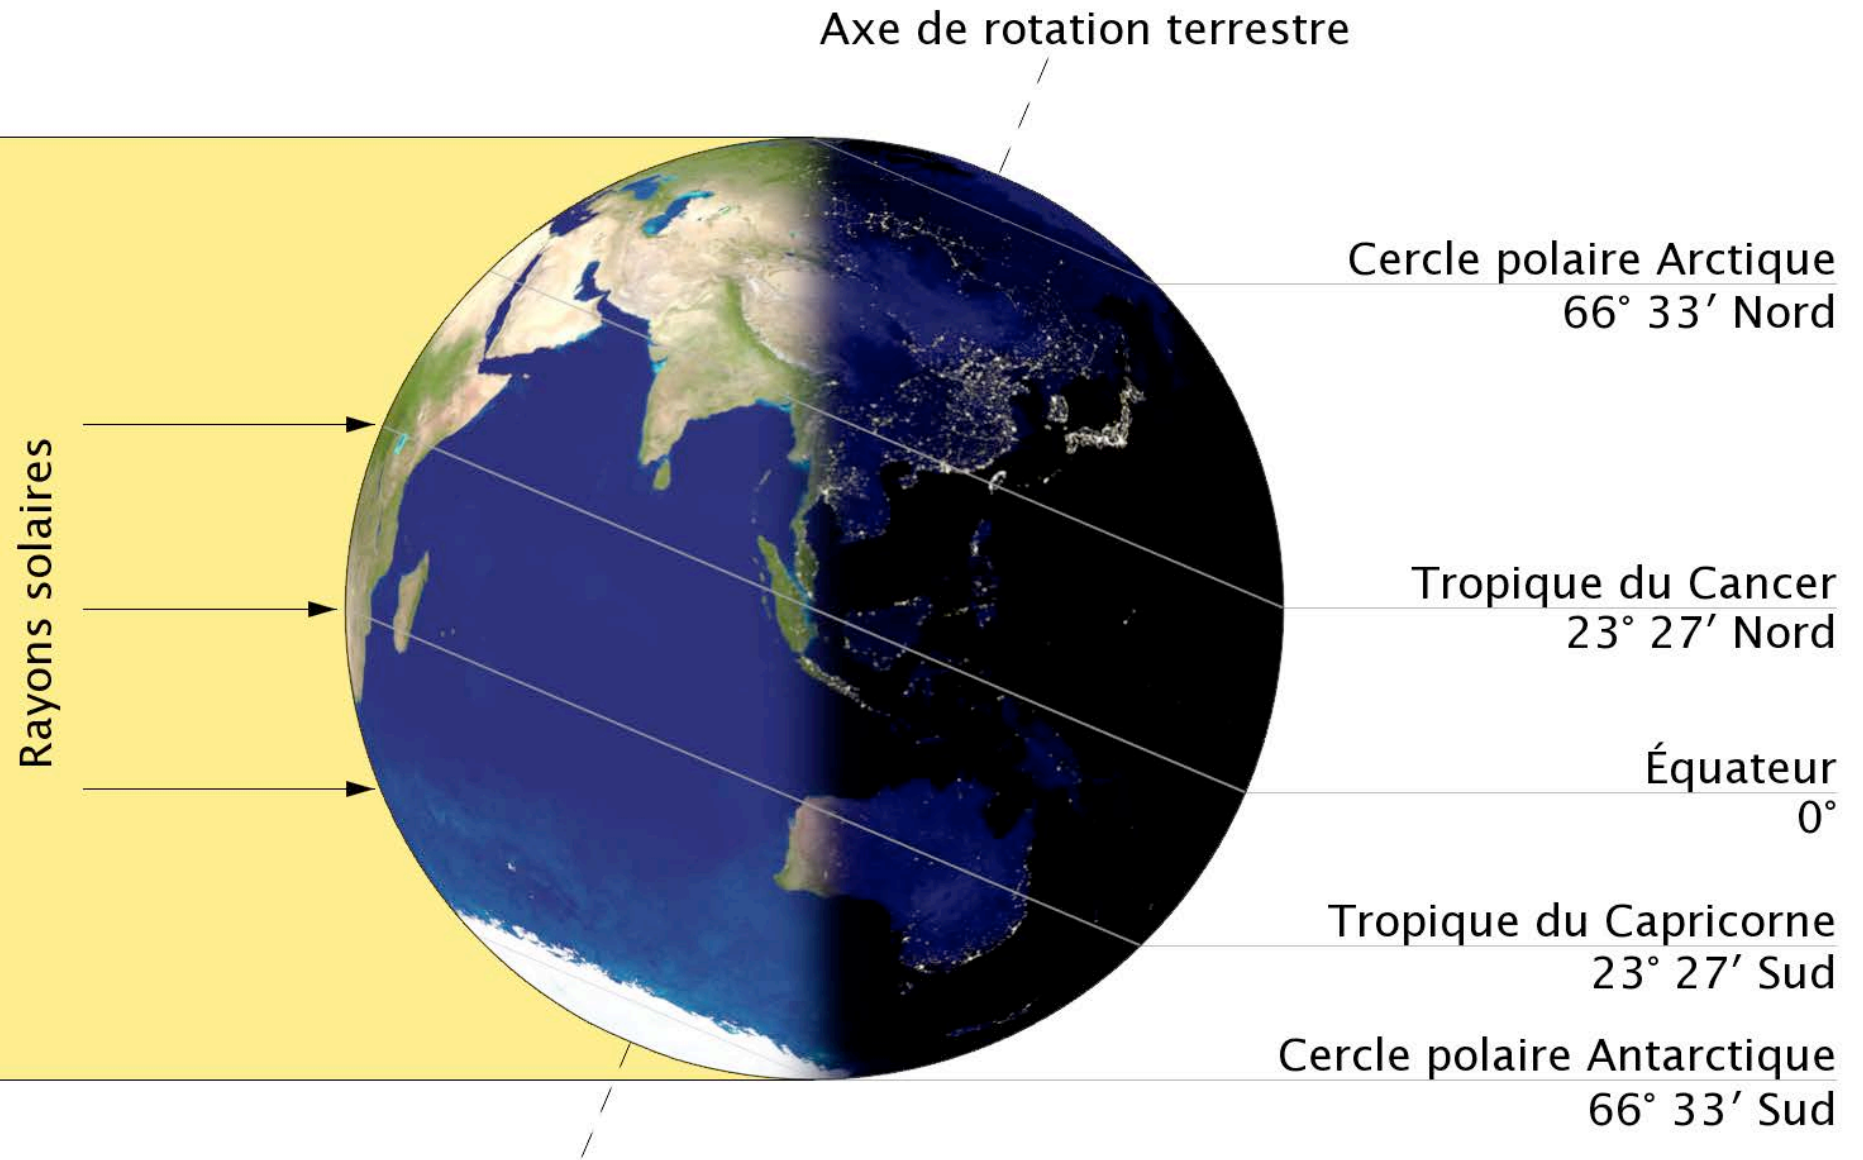 Axe de rotation terrestre
Rayons solaires
Cercle polaire Arctique
66° 33′ Nord
Tropique du Cancer
23° 27′ Nord
Équateur
0°
Tropique du Capricorne
23° 27′ Sud
Cercle polaire Antarctique
66° 33′ Sud